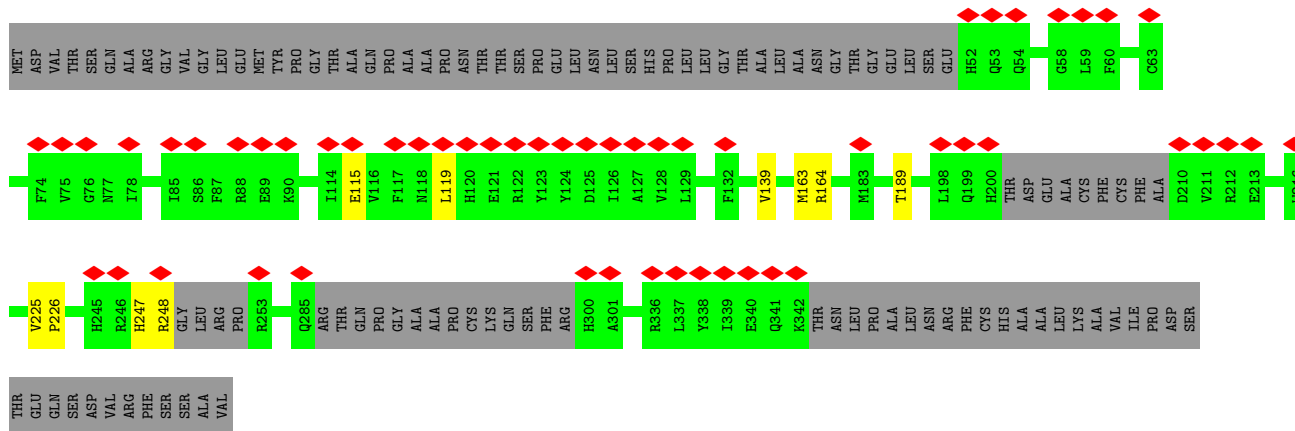 MET ASP VAL THR SER GLN ALA ARG GLY VAL GLY LEU GLU MET TYR PRO GLY THR ALA GLN PRO ALA ALA PRO ASN THR THR SER PRO GLU LEU ASN LEU SER HIS PRO LEU LEU GLY THR ALA LEU ALA ASN GLY THR GLY GLU LEU SER GLU H52 Q53 Q54 G58 L59 F60 C63
F74 V75 G76 N77 I78 I85 S86 F87 R88 E89 K90 I114 E115 V116 F117 N118 L119 H120 E121 R122 Y123 Y124 D125 I126 A127 V128 L129 F132 V139 M163 R164 M183 T189 L198 Q199 H200 THR ASP GLU ALA CYS PHE CYS PHE ALA D210 V211 R212 E213
V225 P226 H245 R246 H247 R248 GLY LEU ARG PRO R253 Q285 ARG THR GLN PRO GLY ALA ALA PRO CYS LYS GLN SER PHE ARG H300 A301 R336 L337 Y338 I339 E340 Q341 K342 THR ASN LEU PRO ALA LEU ASN ARG PHE CYS HIS ALA ALA LEU LYS ALA VAL ILE PRO ASP SER
THR GLU GLN SER ASP VAL ARG PHE SER SER ALA VAL